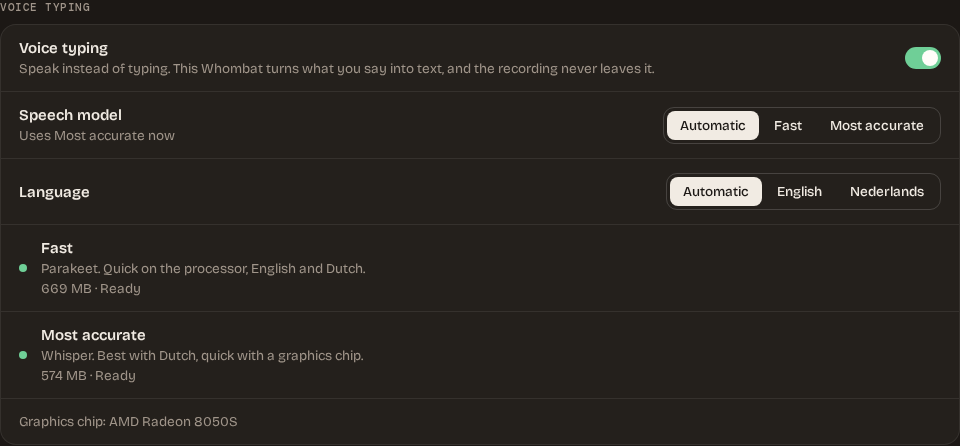 VOICE TYPING
Voice typing
Speak instead of typing. This Whombat turns what you say into text, and the recording never leaves it.
Speech model
Uses Most accurate now
Automatic Fast Most accurate
Language
Automatic English Nederlands
Fast
Parakeet. Quick on the processor, English and Dutch.
669 MB · Ready
Most accurate
Whisper. Best with Dutch, quick with a graphics chip.
574 MB · Ready
Graphics chip: AMD Radeon 8050S